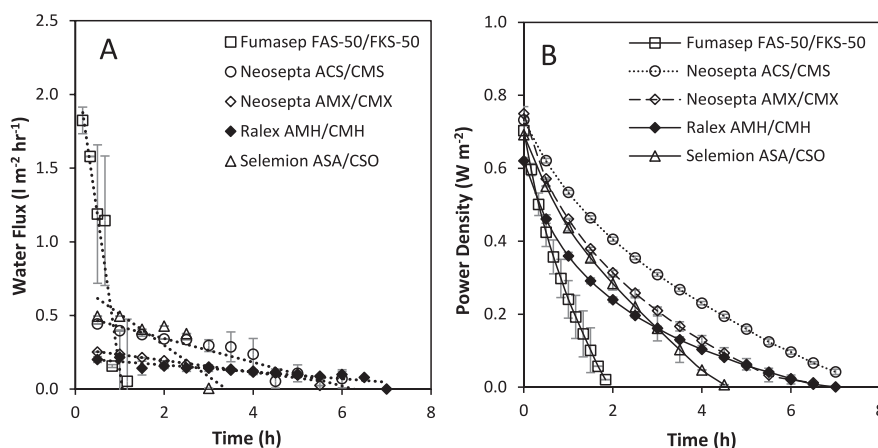 A
Fumasep FAS-50/FKS-50
Neosepta ACS/CMS
Neosepta AMX/CMX
Ralex AMH/CMH
Selemion ASA/CSO
Water Flux (l m⁻² hr⁻¹)
2.5
2.0
1.5
1.0
0.5
0.0
0 2 4 6 8
Time (h)
B
Fumasep FAS-50/FKS-50
Neosepta ACS/CMS
Neosepta AMX/CMX
Ralex AMH/CMH
Selemion ASA/CSO
Power Density (W m⁻²)
1.0
0.8
0.6
0.4
0.2
0.0
0 2 4 6 8
Time (h)